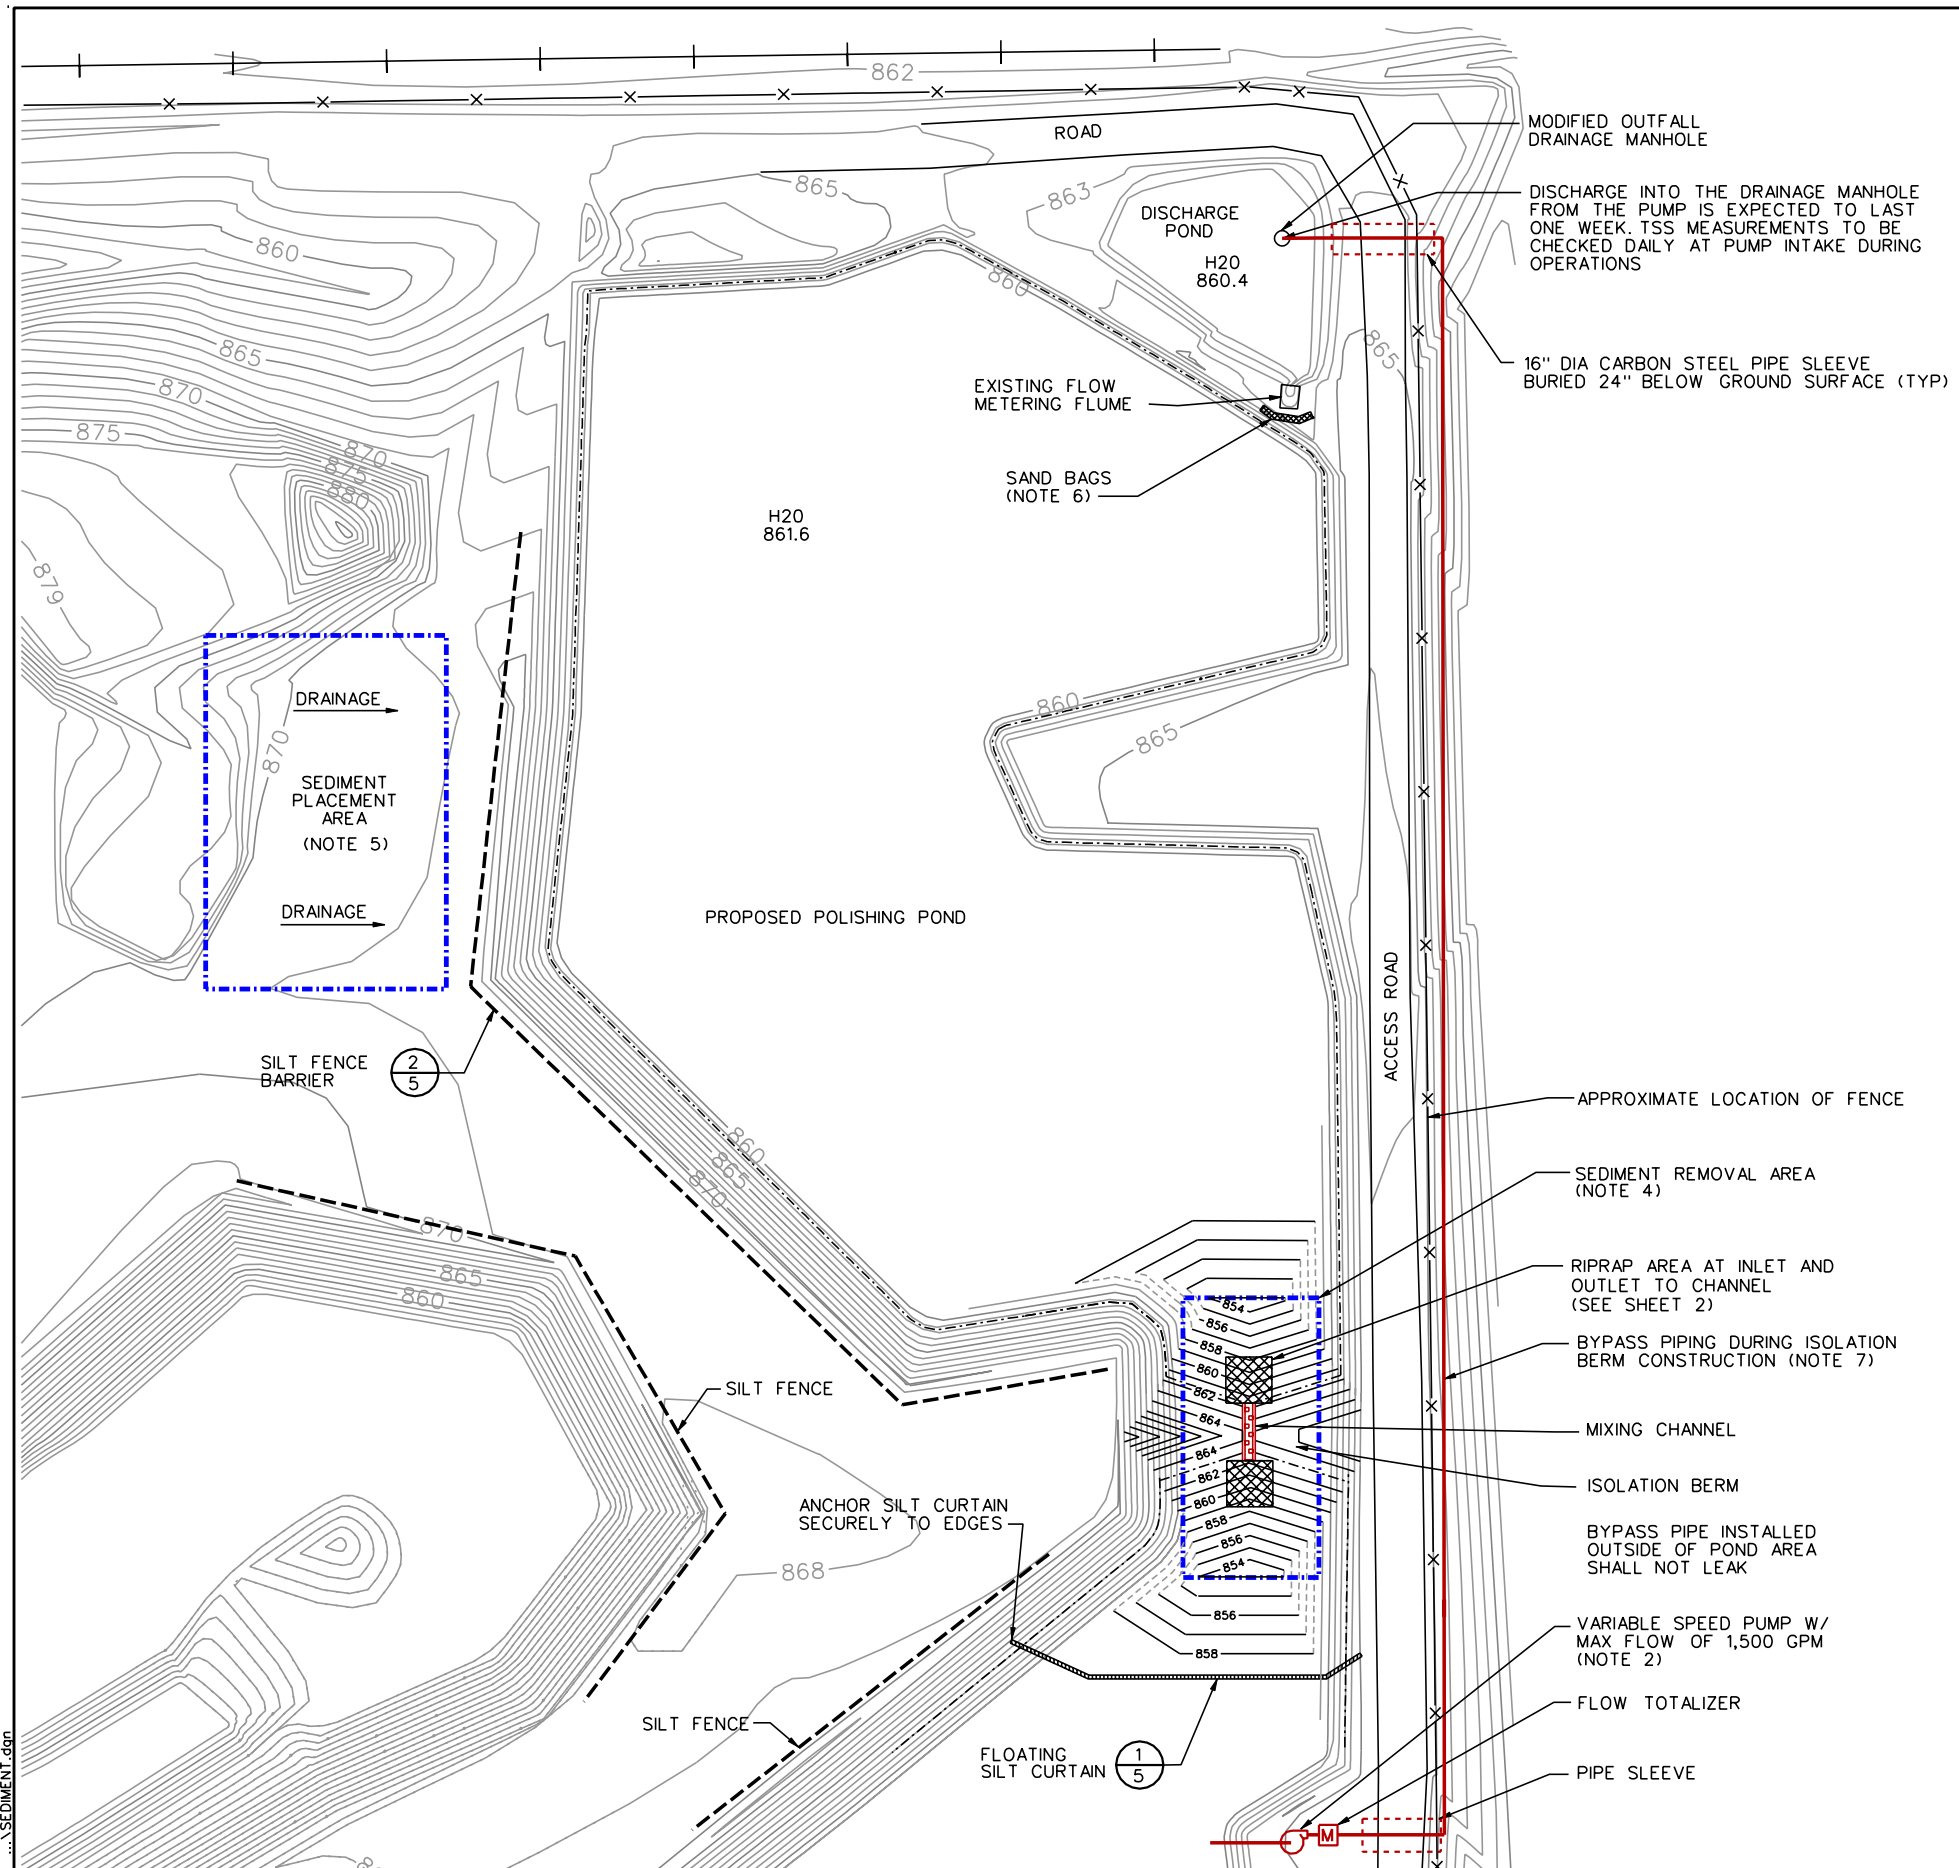 862
ROAD
MODIFIED OUTFALL
DRAINAGE MANHOLE
865
863
DISCHARGE
POND
H20
860.4
DISCHARGE INTO THE DRAINAGE MANHOLE
FROM THE PUMP IS EXPECTED TO LAST
ONE WEEK. TSS MEASUREMENTS TO BE
CHECKED DAILY AT PUMP INTAKE DURING
OPERATIONS
860
860
865
865
16" DIA CARBON STEEL PIPE SLEEVE
BURIED 24" BELOW GROUND SURFACE (TYP)
870
EXISTING FLOW
METERING FLUME
875
870
875
880
SAND BAGS
(NOTE 6)
H20
861.6
879
DRAINAGE
860
865
870
SEDIMENT
PLACEMENT
AREA
(NOTE 5)
DRAINAGE
PROPOSED POLISHING POND
ACCESS ROAD
SILT FENCE
BARRIER
2
5
APPROXIMATE LOCATION OF FENCE
860
865
870
SEDIMENT REMOVAL AREA
(NOTE 4)
870
865
860
RIPRAP AREA AT INLET AND
OUTLET TO CHANNEL
(SEE SHEET 2)
854
856
858
860
862
864
864
862
860
858
856
854
856
858
BYPASS PIPING DURING ISOLATION
BERM CONSTRUCTION (NOTE 7)
SILT FENCE
MIXING CHANNEL
ISOLATION BERM
ANCHOR SILT CURTAIN
SECURELY TO EDGES
BYPASS PIPE INSTALLED
OUTSIDE OF POND AREA
SHALL NOT LEAK
868
VARIABLE SPEED PUMP W/
MAX FLOW OF 1,500 GPM
(NOTE 2)
FLOW TOTALIZER
SILT FENCE
FLOATING
SILT CURTAIN
1
5
PIPE SLEEVE
M
...\SEDIMENT.dgn